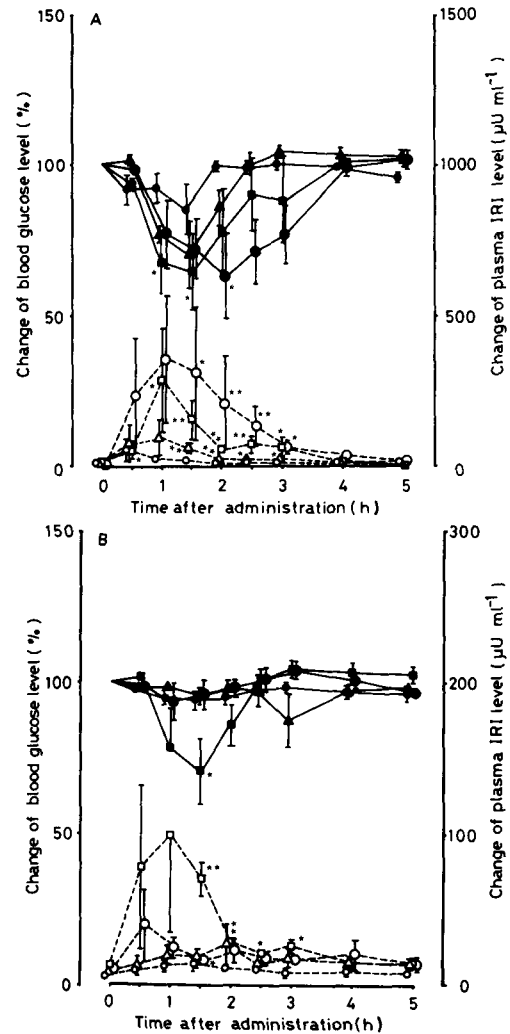 A
150
100
50
0
Change of blood glucose level (%)
1500
1000
500
0
Change of plasma IRI level (μU ml⁻¹)
0 1 2 3 4 5
Time after administration (h)
B
150
100
50
0
Change of blood glucose level (%)
300
200
100
0
Change of plasma IRI level (μU ml⁻¹)
0 1 2 3 4 5
Time after administration (h)